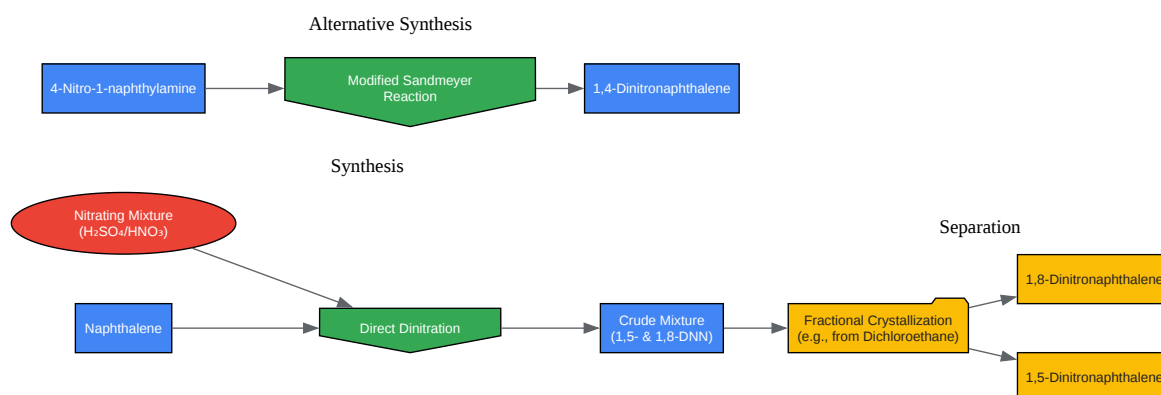 Alternative Synthesis
4-Nitro-1-naphthylamine
Modified Sandmeyer
Reaction
1,4-Dinitronaphthalene
Synthesis
Nitrating Mixture
(H₂SO₄/HNO₃)
Naphthalene
Direct Dinitration
Crude Mixture
(1,5- & 1,8-DNN)
Separation
Fractional Crystallization
(e.g., from Dichloroethane)
1,8-Dinitronaphthalene
1,5-Dinitronaphthalene